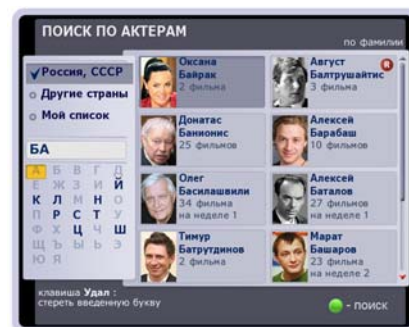 ПОИСК ПО АКТЕРАМ
по фамилии
Россия, СССР
Другие страны
Мой список
БА
А Б В Г Д
Е Ж З И Й
К Л М Н О
П Р С Т У
Ф Х Ц Ч Ш
Щ Ъ Ы Ь Э
Ю Я
Оксана
Байрак
2 фильма
Август
Балтрушайтис
3 фильма
R
Донатас
Банионис
25 фильмов
Алексей
Барабаш
10 фильмов
Олег
Басилашвили
34 фильма
на неделе 1
Алексей
Баталов
27 фильмов
на неделе 1
Тимур
Батрутдинов
2 фильма
Марат
Башаров
23 фильма
на неделе 2
клавиша Удал :
стереть введенную букву
- ПОИСК